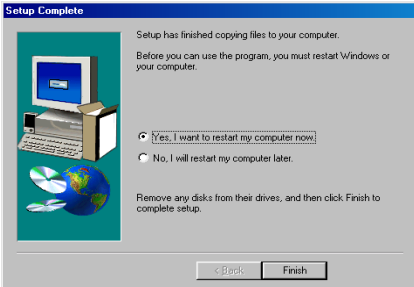 Setup Complete
Setup has finished copying files to your computer.
Before you can use the program, you must restart Windows or
your computer.
Yes, I want to restart my computer now.
No, I will restart my computer later.
Remove any disks from their drives, and then click Finish to
complete setup.
< Back
Finish